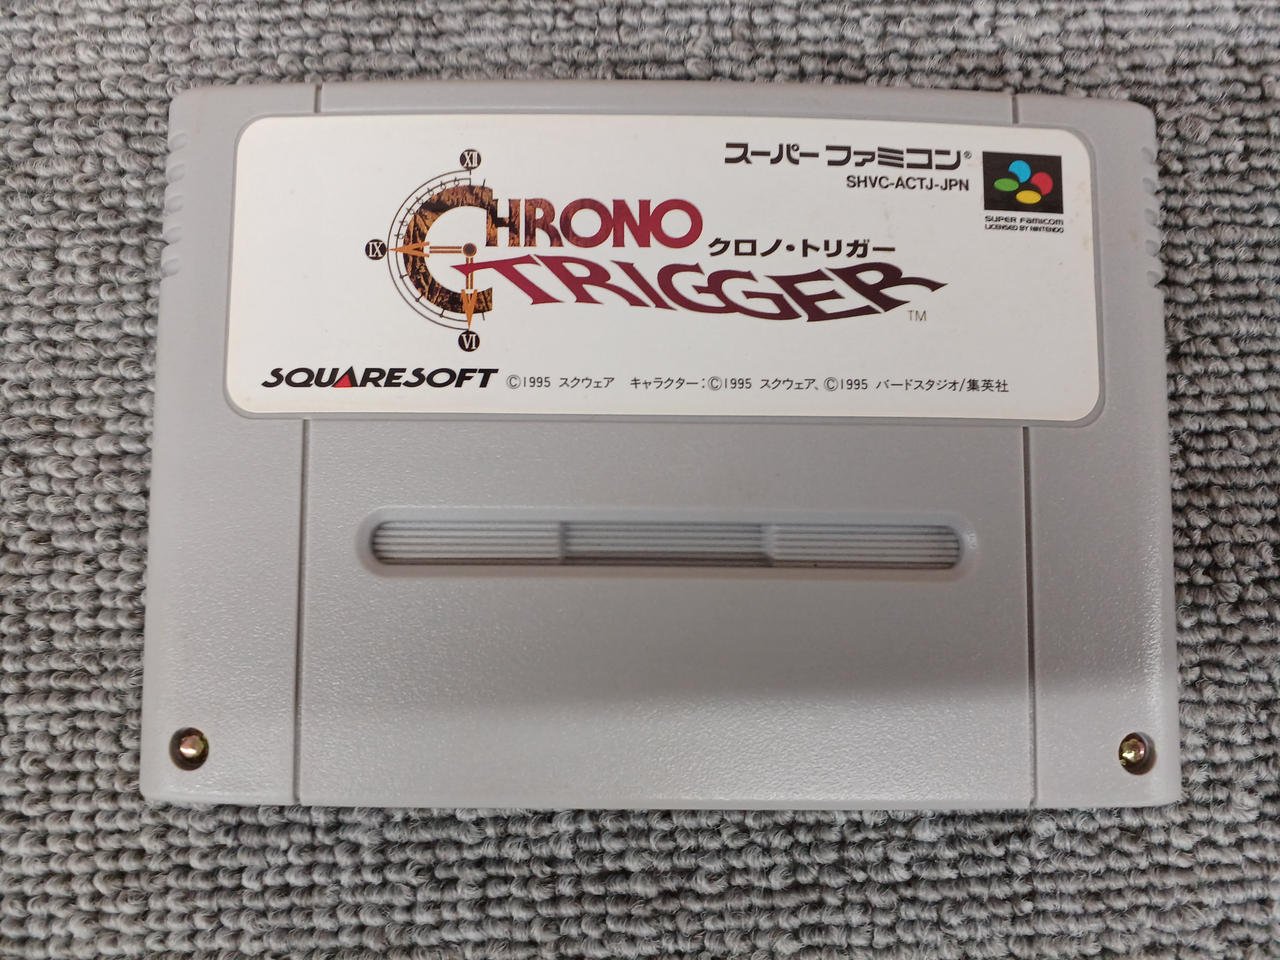 スーパーファミコン®
SHVC-ACTJ-JPN
SUPER FAMICOM
LICENSED BY NINTENDO
XII
IX
VI
CHRONO
クロノ・トリガー
TRIGGER™
SQUARESOFT ©1995 スクウェア キャラクター:©1995 スクウェア、©1995 バードスタジオ/集英社